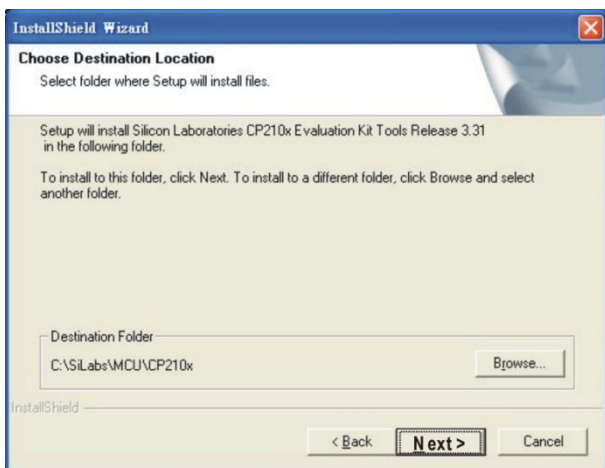 InstallShield Wizard
Choose Destination Location
Select folder where Setup will install files.
Setup will install Silicon Laboratories CP210x Evaluation Kit Tools Release 3.31
in the following folder.
To install to this folder, click Next. To install to a different folder, click Browse and select
another folder.
Destination Folder
C:\SiLabs\MCU\CP210x
Browse...
InstallShield
< Back
Next >
Cancel